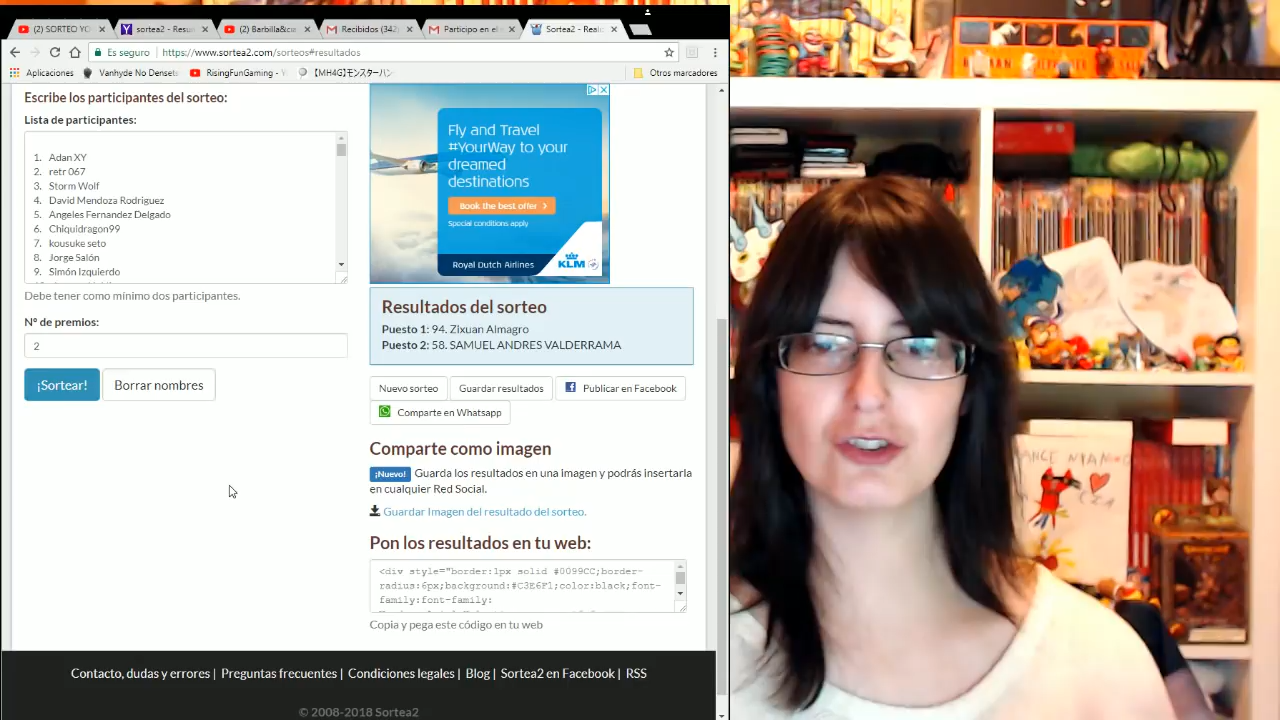 (2) SORTEO YO
sortea2 - Resu
(2) Barbilla&cia
Recibidos (342)
Participo en el
Sortea2 - Reali
Es seguro
https://www.sortea2.com/sorteos#resultados
Aplicaciones
Vanhyde No Denset
RisingFunGaming - Y
【MH4G】モンスターハン
Otros marcadores
Escribe los participantes del sorteo:
Lista de participantes:
1. Adan XY
2. retr 067
3. Storm Wolf
4. David Mendoza Rodriguez
5. Angeles Fernandez Delgado
6. Chiquidragon99
7. kousuke seto
8. Jorge Salón
9. Simón Izquierdo
Debe tener como mínimo dos participantes.
Nº de premios:
2
¡Sortear!
Borrar nombres
Fly and Travel
#YourWay to your
dreamed
destinations
Book the best offer
Special conditions apply
Royal Dutch Airlines
KLM
Resultados del sorteo
Puesto 1: 94. Zixuan Almagro
Puesto 2: 58. SAMUEL ANDRES VALDERRAMA
Nuevo sorteo
Guardar resultados
Publicar en Facebook
Comparte en Whatsapp
Comparte como imagen
¡Nuevo! Guarda los resultados en una imagen y podrás insertarla
en cualquier Red Social.
Guardar Imagen del resultado del sorteo.
Pon los resultados en tu web:
<div style="border:1px solid #0099CC;border-
radius:6px;background:#C3E6F1;color:black;font-
family:font-family:
Copia y pega este código en tu web
Contacto, dudas y errores | Preguntas frecuentes | Condiciones legales | Blog | Sortea2 en Facebook | RSS
© 2008-2018 Sortea2